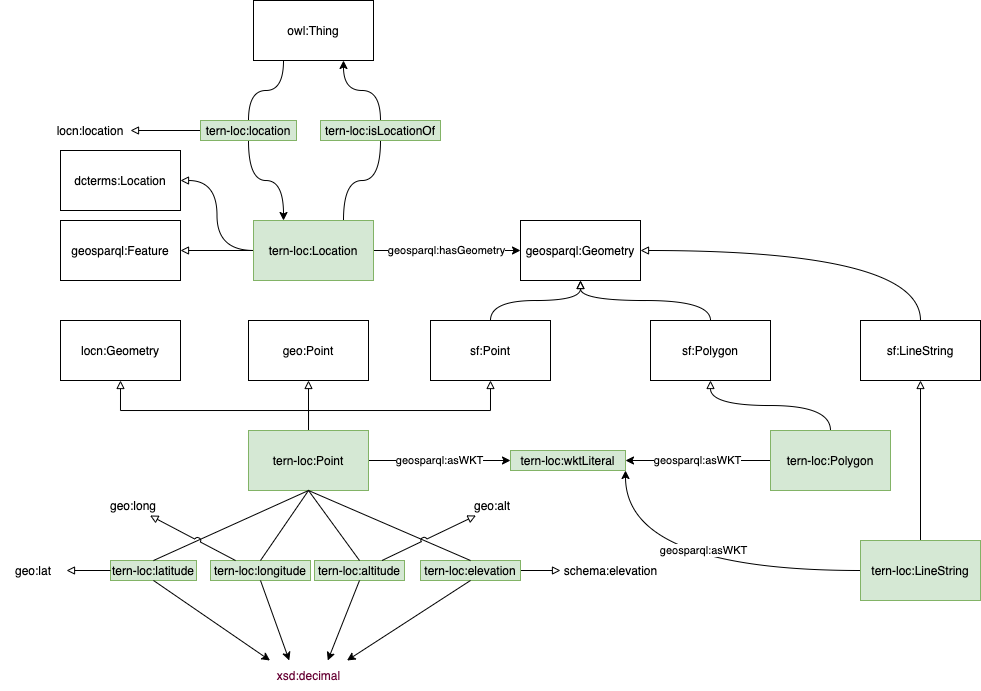 owl:Thing
locn:location
tern-loc:location
tern-loc:isLocationOf
dcterms:Location
geosparql:Feature
tern-loc:Location
geosparql:hasGeometry
geosparql:Geometry
locn:Geometry
geo:Point
sf:Point
sf:Polygon
sf:LineString
tern-loc:Point
geosparql:asWKT
tern-loc:wktLiteral
geosparql:asWKT
tern-loc:Polygon
geo:long
geo:alt
geosparql:asWKT
geo:lat
tern-loc:latitude
tern-loc:longitude
tern-loc:altitude
tern-loc:elevation
schema:elevation
tern-loc:LineString
xsd:decimal